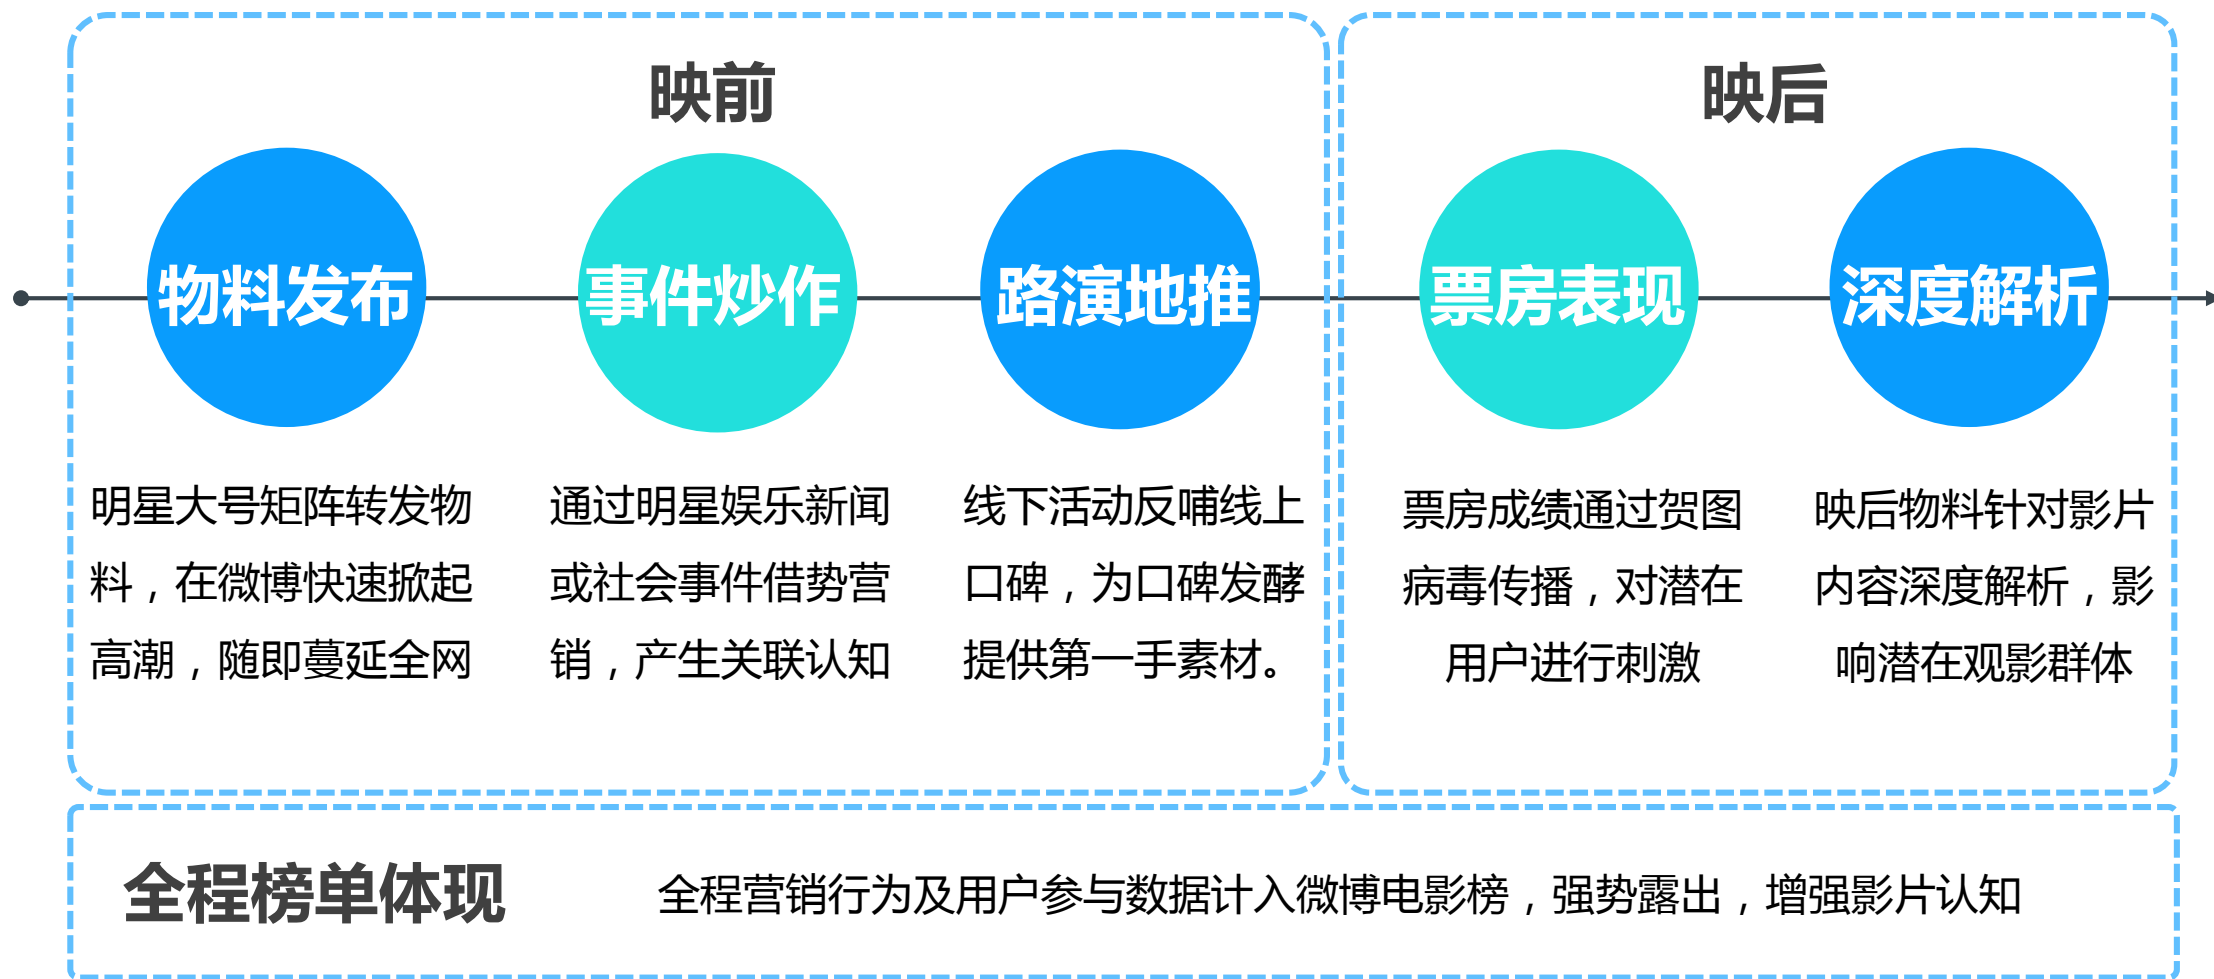 映前
映后
物料发布
事件炒作
路演地推
票房表现
深度解析
明星大号矩阵转发物
料，在微博快速掀起
高潮，随即蔓延全网
通过明星娱乐新闻
或社会事件借势营
销，产生关联认知
线下活动反哺线上
口碑，为口碑发酵
提供第一手素材。
票房成绩通过贺图
病毒传播，对潜在
用户进行刺激
映后物料针对影片
内容深度解析，影
响潜在观影群体
全程榜单体现
全程营销行为及用户参与数据计入微博电影榜，强势露出，增强影片认知